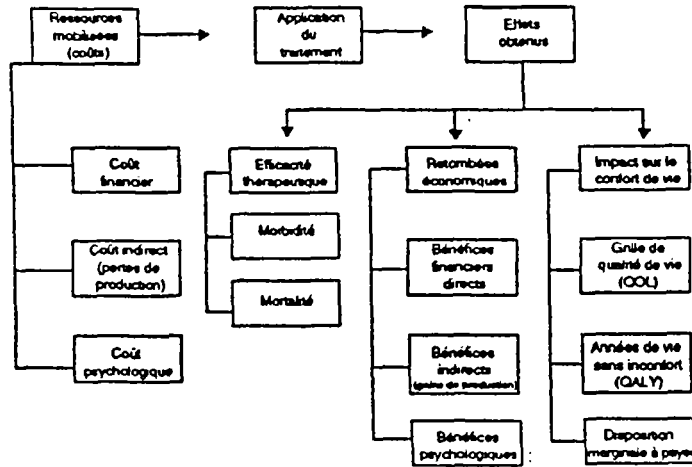 Ressources
mobilisées
(coûts)
Application
du
traitement
Effets
obtenus
Coût
financier
Coût indirect
(pertes de
production)
Coût
psychologique
Efficacité
thérapeutique
Morbidité
Mortalité
Retombées
économiques
Bénéfices
financiers
directs
Bénéfices
indirects
(gains de production)
Bénéfices
psychologiques
Impact sur le
confort de vie
Grille de
qualité de vie
(QOL)
Années de vie
sans inconfort
(QALY)
Disposition
marginale à payer